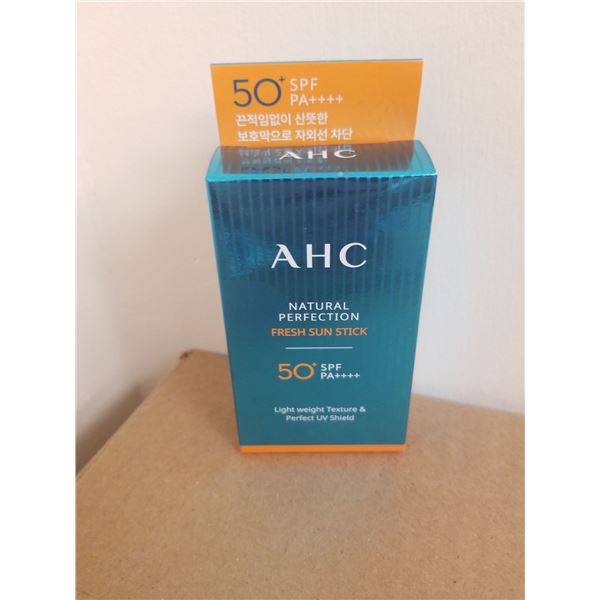 50+ SPF
PA++++
끈적임없이 산뜻한
보호막으로 자외선 차단
AHC
AHC
NATURAL
PERFECTION
FRESH SUN STICK
50+ SPF
PA++++
Light weight Texture &
Perfect UV Shield